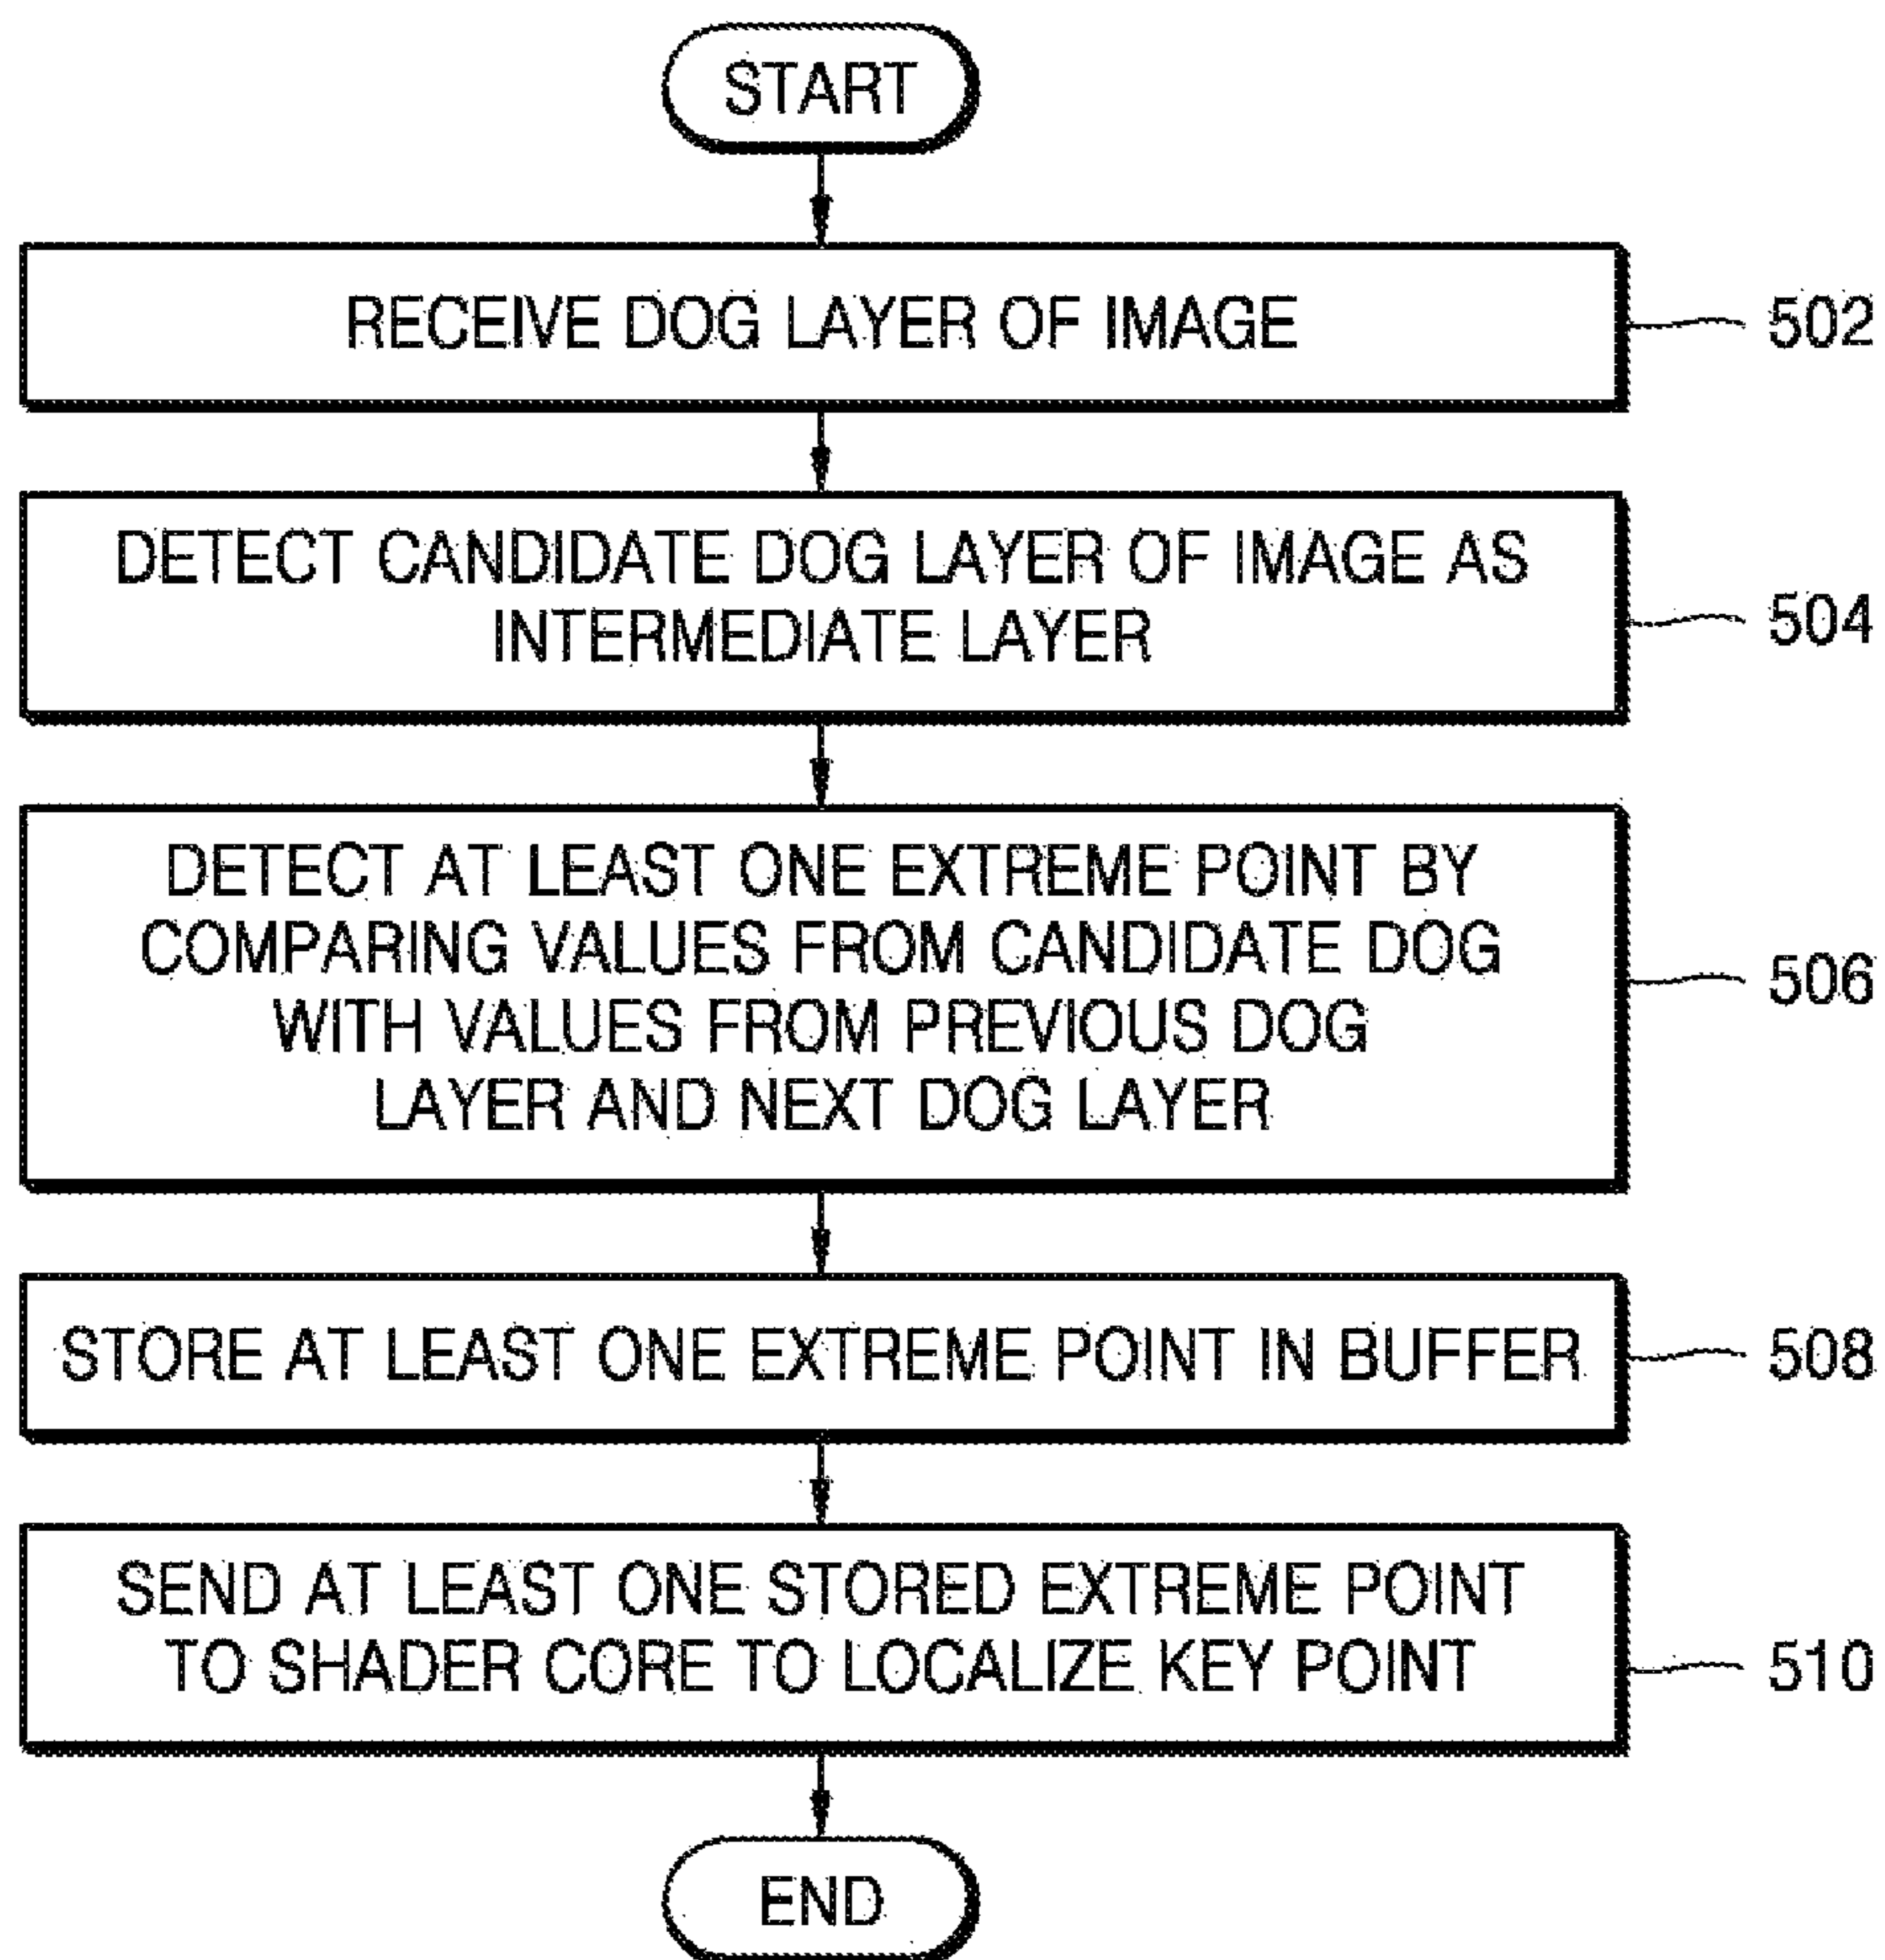 START
RECEIVE DOG LAYER OF IMAGE
502
DETECT CANDIDATE DOG LAYER OF IMAGE AS
INTERMEDIATE LAYER
504
DETECT AT LEAST ONE EXTREME POINT BY
COMPARING VALUES FROM CANDIDATE DOG
WITH VALUES FROM PREVIOUS DOG
LAYER AND NEXT DOG LAYER
506
STORE AT LEAST ONE EXTREME POINT IN BUFFER
508
SEND AT LEAST ONE STORED EXTREME POINT
TO SHADER CORE TO LOCALIZE KEY POINT
510
END